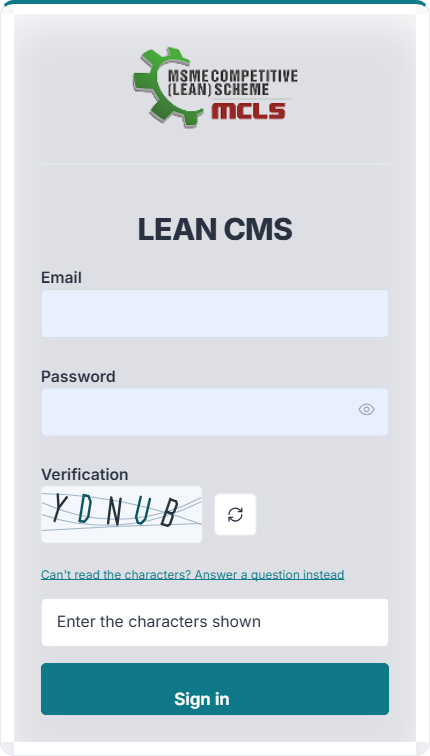 MSME COMPETITIVE
(LEAN) SCHEME
MCLS
LEAN CMS
Email
Password
Verification
YDNUB
Can't read the characters? Answer a question instead
Enter the characters shown
Sign in